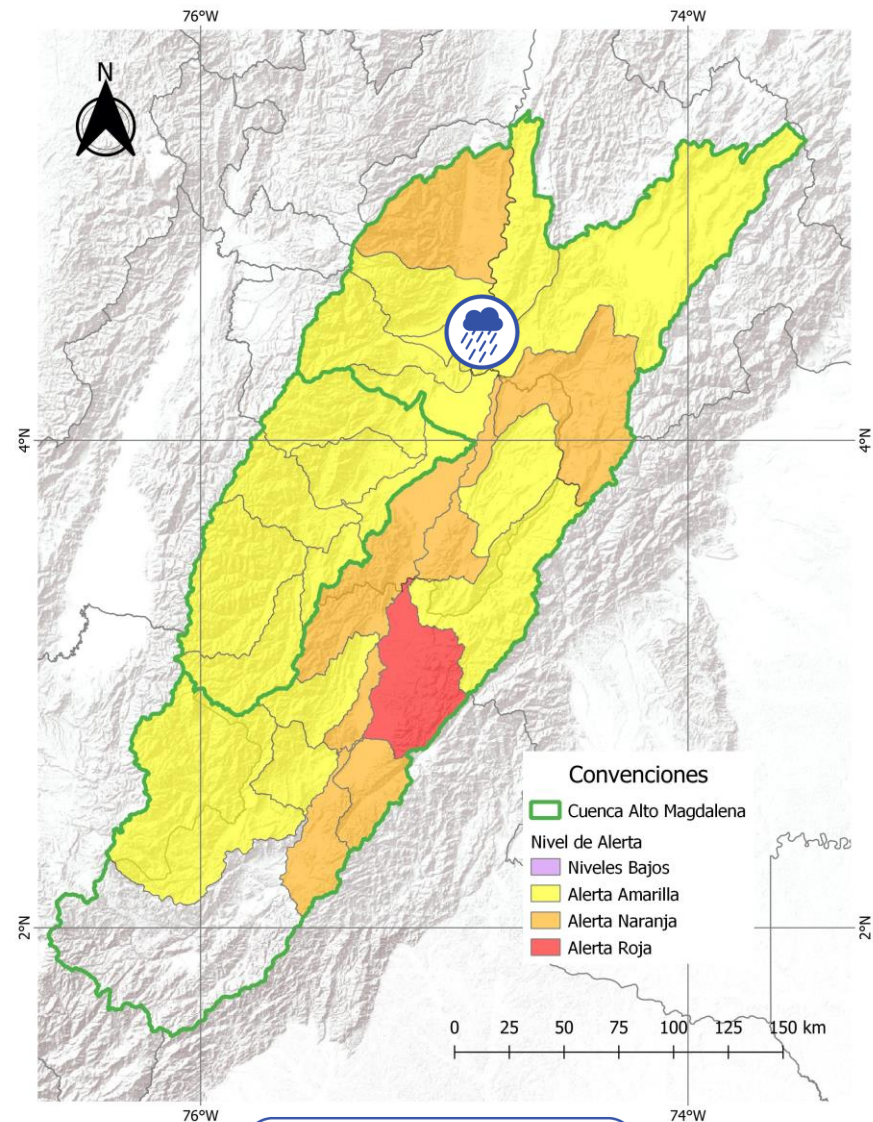 76°W 74°W
N
4°N 4°N
2°N 2°N
Convenciones
Cuenca Alto Magdalena
Nivel de Alerta
Niveles Bajos
Alerta Amarilla
Alerta Naranja
Alerta Roja
0 25 50 75 100 125 150 km
76°W 74°W